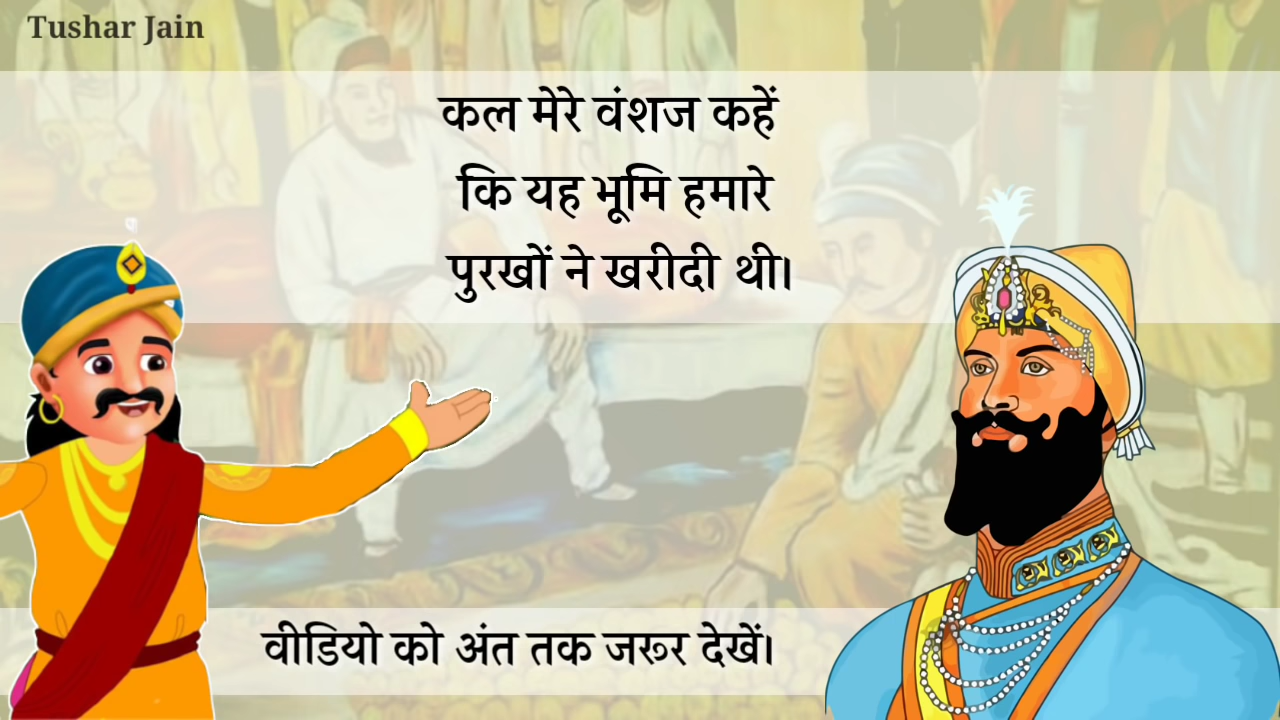 Tushar Jain
कल मेरे वंशज कहें
कि यह भूमि हमारे
पुरखों ने खरीदी थी।
वीडियो को अंत तक जरूर देखें।